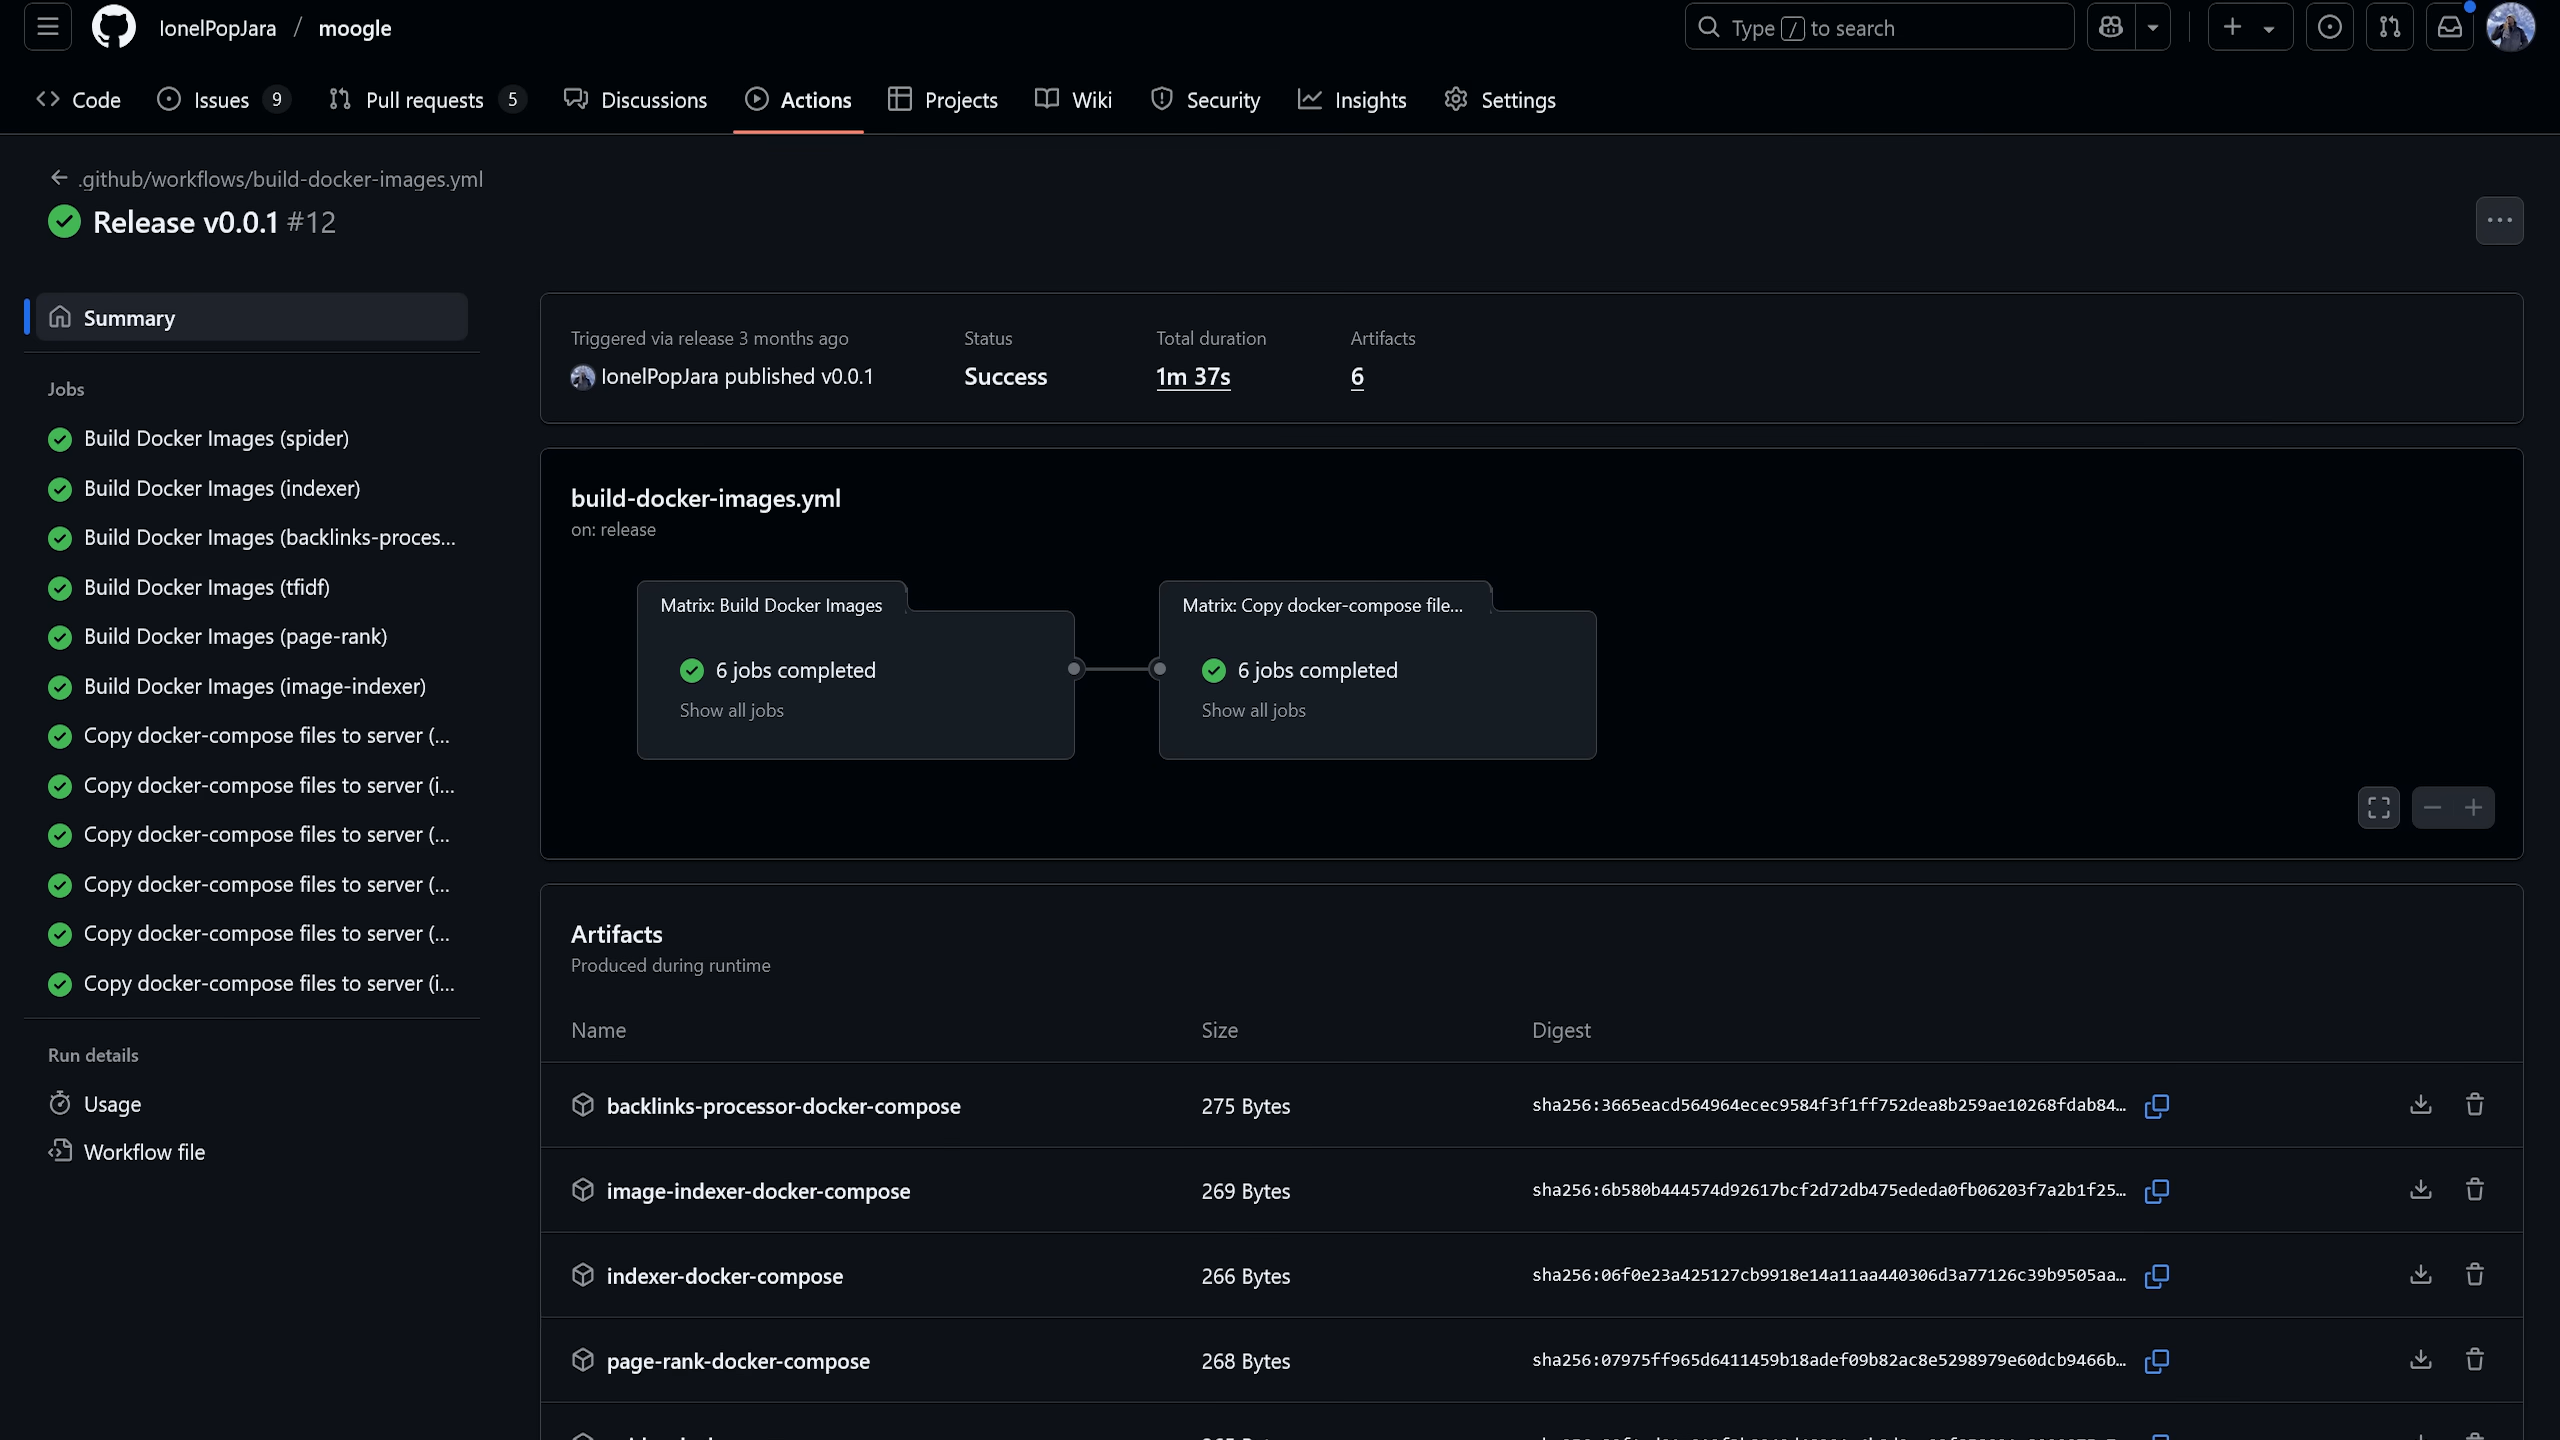 IonelPopJara / moogle
Type / to search
Code
Issues 9
Pull requests 5
Discussions
Actions
Projects
Wiki
Security
Insights
Settings
.github/workflows/build-docker-images.yml
Release v0.0.1 #12
Summary
Jobs
Build Docker Images (spider)
Build Docker Images (indexer)
Build Docker Images (backlinks-proces...
Build Docker Images (tfidf)
Build Docker Images (page-rank)
Build Docker Images (image-indexer)
Copy docker-compose files to server (...
Copy docker-compose files to server (i...
Copy docker-compose files to server (...
Copy docker-compose files to server (...
Copy docker-compose files to server (...
Copy docker-compose files to server (i...
Run details
Usage
Workflow file
Triggered via release 3 months ago
IonelPopJara published v0.0.1
Status
Success
Total duration
1m 37s
Artifacts
6
build-docker-images.yml
on: release
Matrix: Build Docker Images
6 jobs completed
Show all jobs
Matrix: Copy docker-compose file...
6 jobs completed
Show all jobs
Artifacts
Produced during runtime
Name Size Digest
backlinks-processor-docker-compose 275 Bytes sha256:3665eacd564964ecec9584f3f1ff752dea8b259ae10268fdab84…
image-indexer-docker-compose 269 Bytes sha256:6b580b444574d92617bcf2d72db475ededa0fb06203f7a2b1f25…
indexer-docker-compose 266 Bytes sha256:06f0e23a425127cb9918e14a11aa440306d3a77126c39b9505aa…
page-rank-docker-compose 268 Bytes sha256:07975ff965d6411459b18adef09b82ac8e5298979e60dcb9466b…